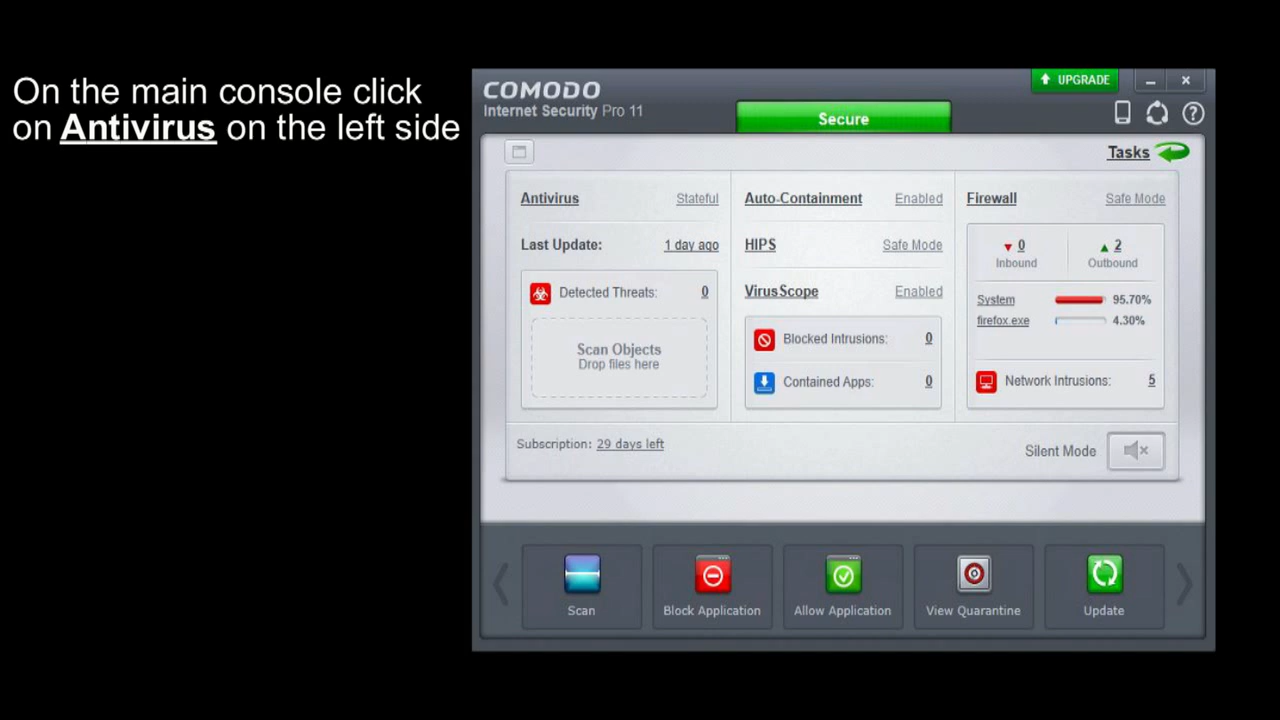 On the main console click
on Antivirus on the left side
COMODO
Internet Security Pro 11
UPGRADE
Secure
Tasks
Antivirus Stateful
Last Update: 1 day ago
Detected Threats: 0
Scan Objects
Drop files here
Auto-Containment Enabled
HIPS Safe Mode
VirusScope Enabled
Blocked Intrusions: 0
Contained Apps: 0
Firewall Safe Mode
0 2
Inbound Outbound
System 95.70%
firefox.exe 4.30%
Network Intrusions: 5
Subscription: 29 days left
Silent Mode
Scan Block Application Allow Application View Quarantine Update